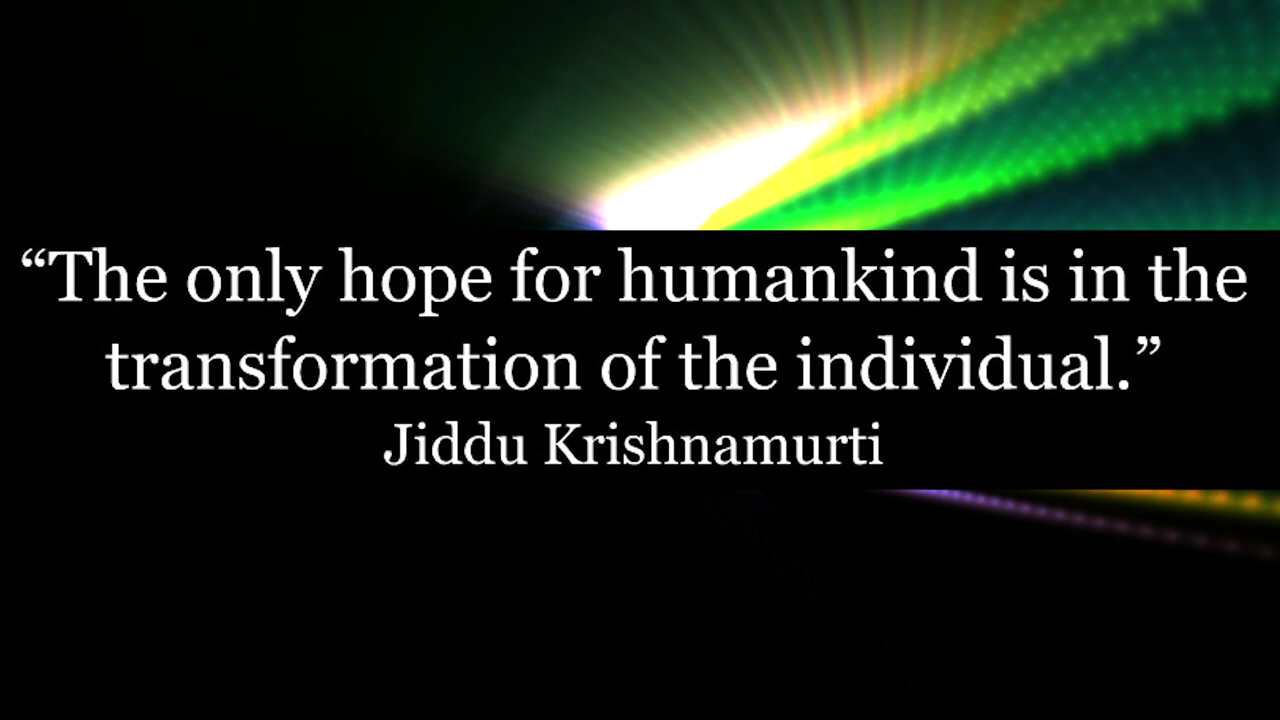 “The only hope for humankind is in the
transformation of the individual.”
Jiddu Krishnamurti